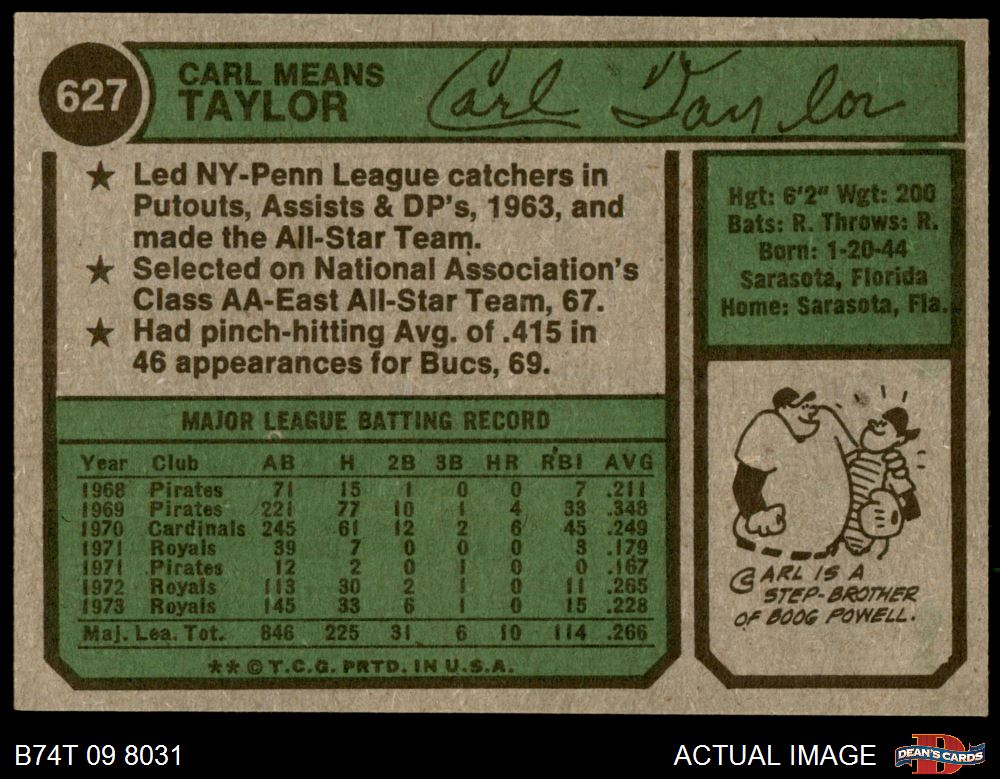 627
CARL MEANS
TAYLOR
Carl Taylor
★ Led NY-Penn League catchers in
Putouts, Assists & DP's, 1963, and
made the All-Star Team.
★ Selected on National Association's
Class AA-East All-Star Team, 67.
★ Had pinch-hitting Avg. of .415 in
46 appearances for Bucs, 69.
Hgt: 6'2" Wgt: 200
Bats: R. Throws: R.
Born: 1-20-44
Sarasota, Florida
Home: Sarasota, Fla.
MAJOR LEAGUE BATTING RECORD
Year Club AB H 2B 3B HR RBI AVG
1968 Pirates 71 15 1 0 0 7 .211
1969 Pirates 221 77 10 1 4 33 .348
1970 Cardinals 245 61 12 2 6 45 .249
1971 Royals 39 7 0 0 0 3 .179
1971 Pirates 12 2 0 1 0 0 .167
1972 Royals 113 30 2 1 0 11 .265
1973 Royals 145 33 6 1 0 15 .228
Maj. Lea. Tot. 846 225 31 6 10 114 .266
** © T.C.G. PRTD. IN U.S.A.
CARL IS A
STEP-BROTHER
OF BOOG POWELL.
B74T 09 8031
ACTUAL IMAGE
DEAN'S CARDS